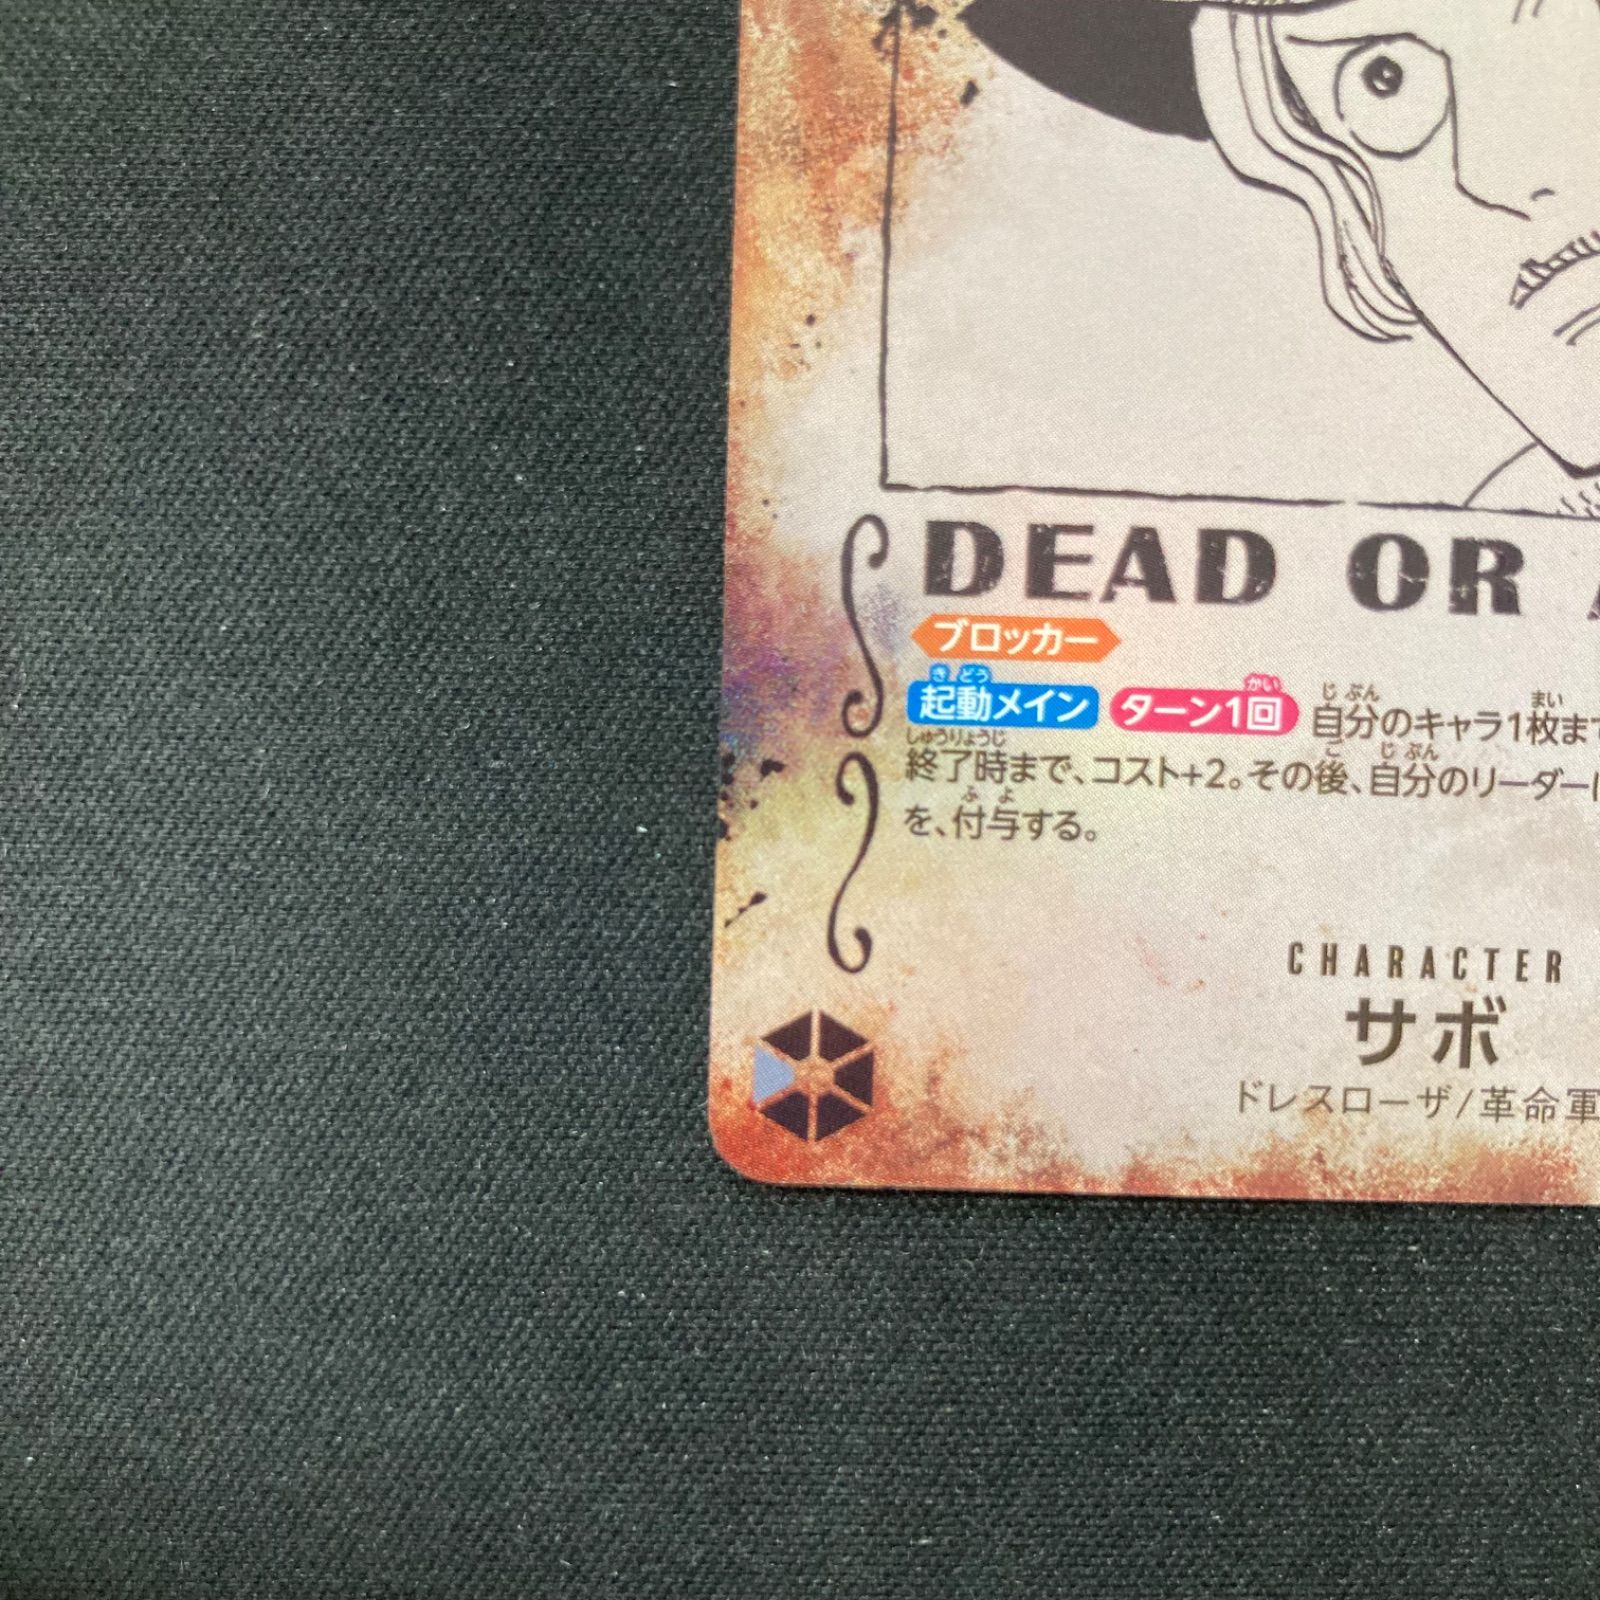 DEAD OR
ブロッカー
起動メイン ターン1回 自分のキャラ1枚まで
終了時まで、コスト+2。その後、自分のリーダーに
を、付与する。
CHARACTER
サボ
ドレスローザ/革命軍